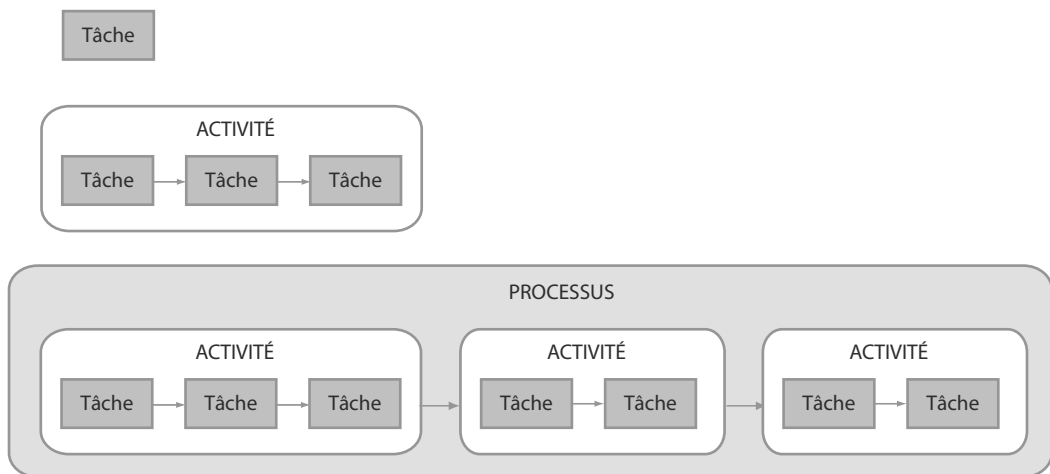 Tâche
ACTIVITÉ
Tâche Tâche Tâche
PROCESSUS
ACTIVITÉ ACTIVITÉ ACTIVITÉ
Tâche Tâche Tâche Tâche Tâche Tâche Tâche